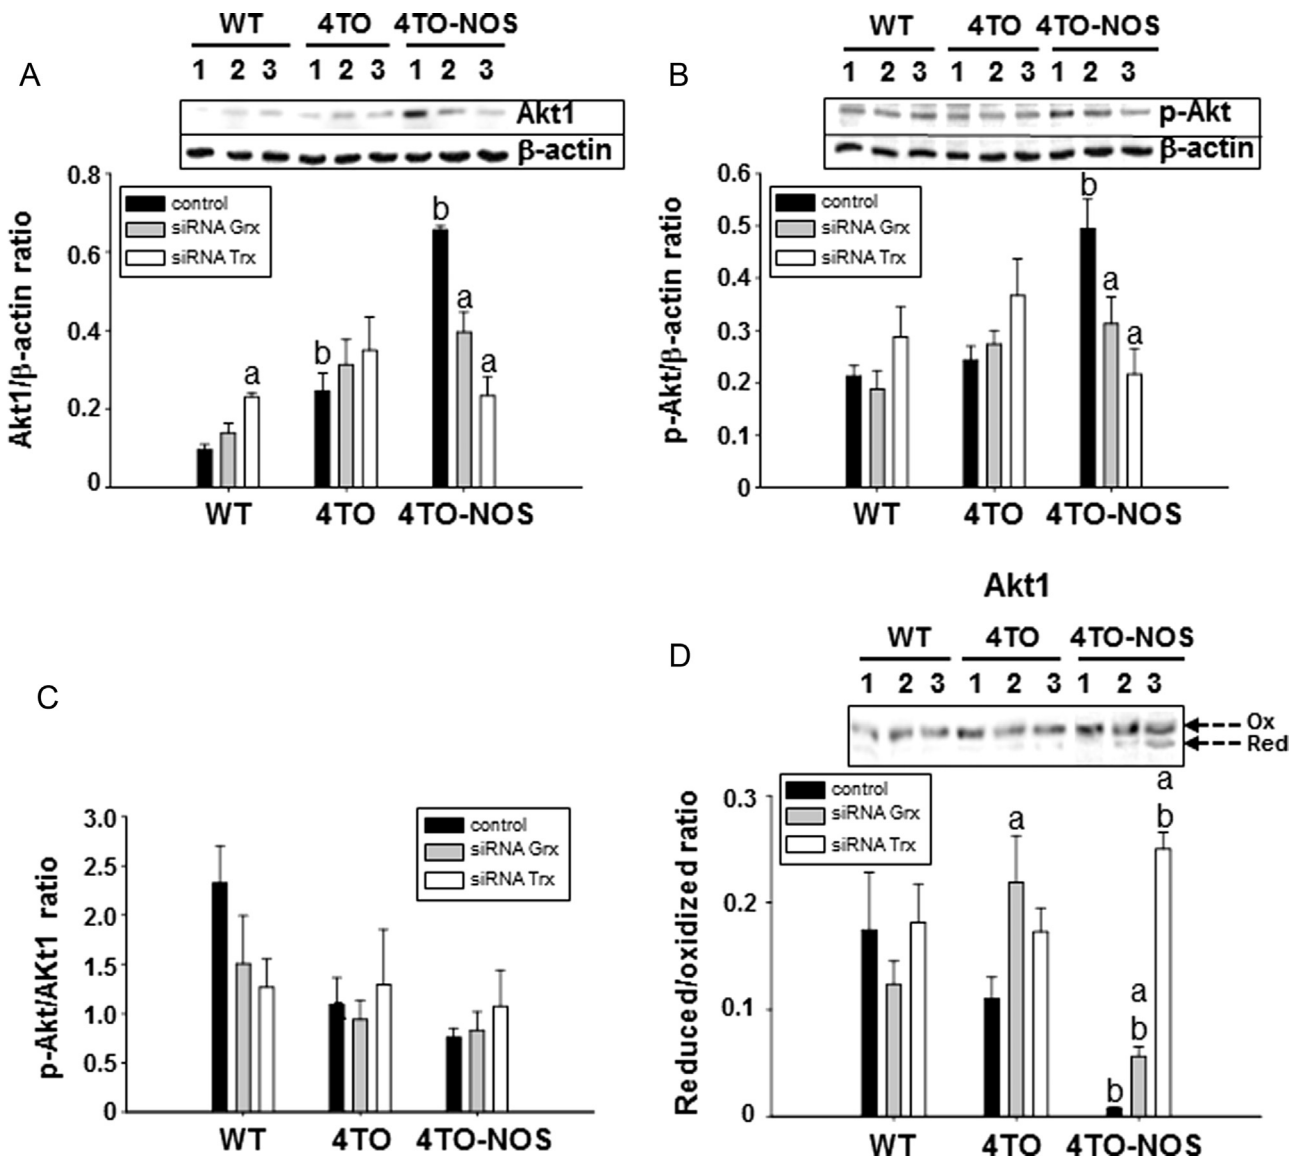 A
WT 4TO 4TO-NOS
1 2 3 1 2 3 1 2 3
Akt1
β-actin
0.8
0.6
0.4
0.2
0
Akt1/β-actin ratio
control
siRNA Grx
siRNA Trx
a
b
b
a
a
WT 4TO 4TO-NOS
B
WT 4TO 4TO-NOS
1 2 3 1 2 3 1 2 3
p-Akt
β-actin
0.6
0.5
0.4
0.3
0.2
0.1
0
p-Akt/β-actin ratio
control
siRNA Grx
siRNA Trx
b
a
a
WT 4TO 4TO-NOS
C
3.0
2.5
2.0
1.5
1.0
0.5
0
p-Akt/AKt1 ratio
control
siRNA Grx
siRNA Trx
WT 4TO 4TO-NOS
D
Akt1
WT 4TO 4TO-NOS
1 2 3 1 2 3 1 2 3
Ox
Red
0.3
0.2
0.1
0
Reduced/oxidized ratio
control
siRNA Grx
siRNA Trx
a
b
a
b
a
b
WT 4TO 4TO-NOS